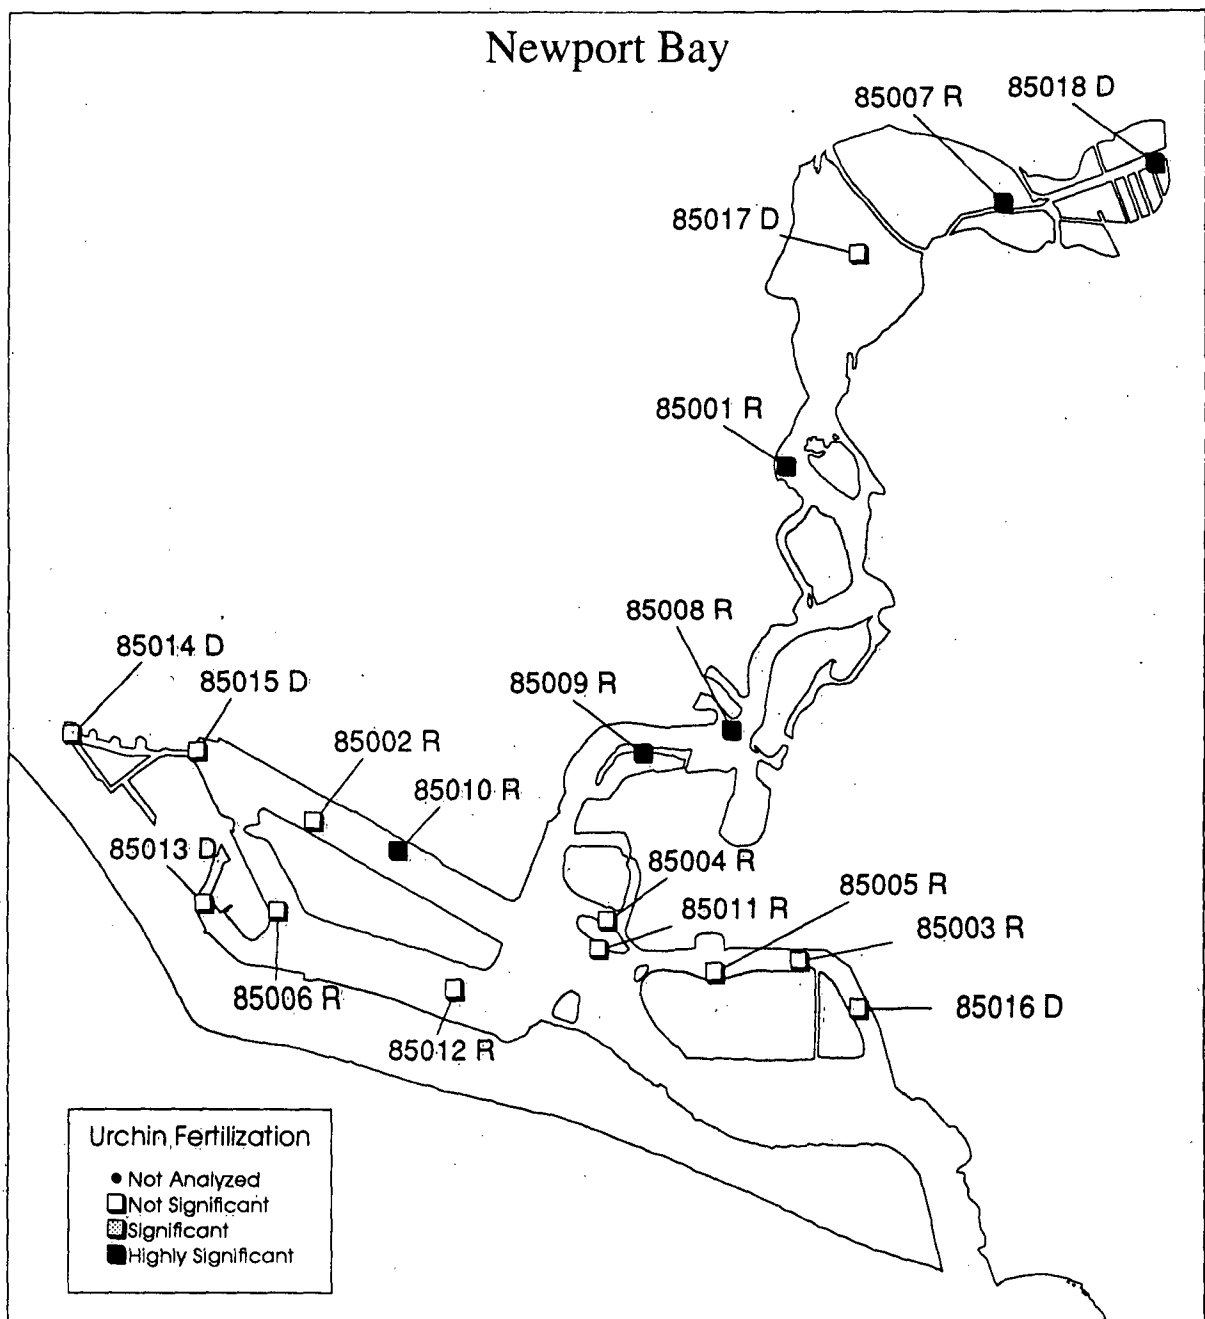 Newport Bay
85018 D
85007 R
85017 D
85001 R
85008 R
85014 D
85015 D
85009 R
85002 R
85010 R
85013 D
85004 R
85005 R
85011 R
85003 R
85006 R
85016 D
85012 R
Urchin Fertilization
Not Analyzed
Not Significant
Significant
Highly Significant